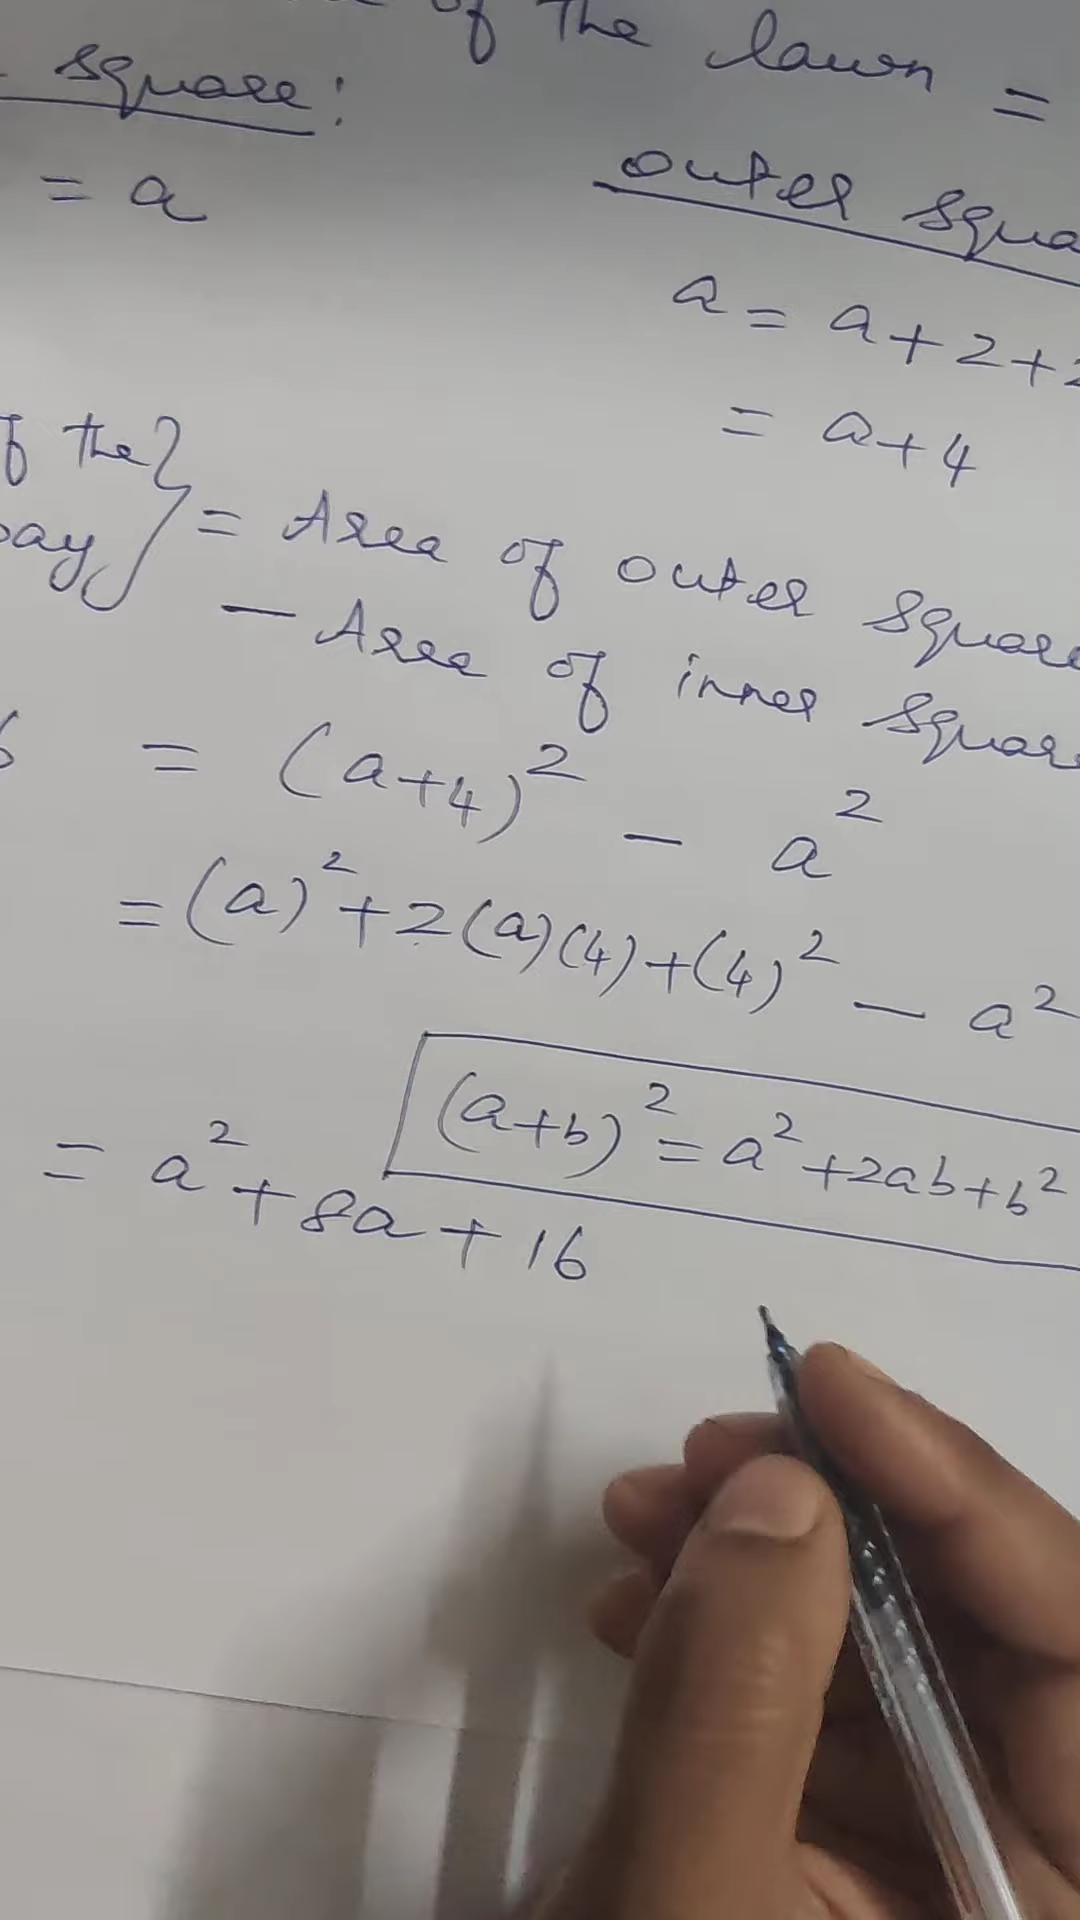 of the lawn =
square:
= a
outer squa
a = a+2+2
= a+4
of the
} = Area of outer square
− Area of inner square
= (a+4)² − a²
= (a)² + 2(a)(4) + (4)² − a²
(a+b)² = a² + 2ab + b²
= a² + 8a + 16